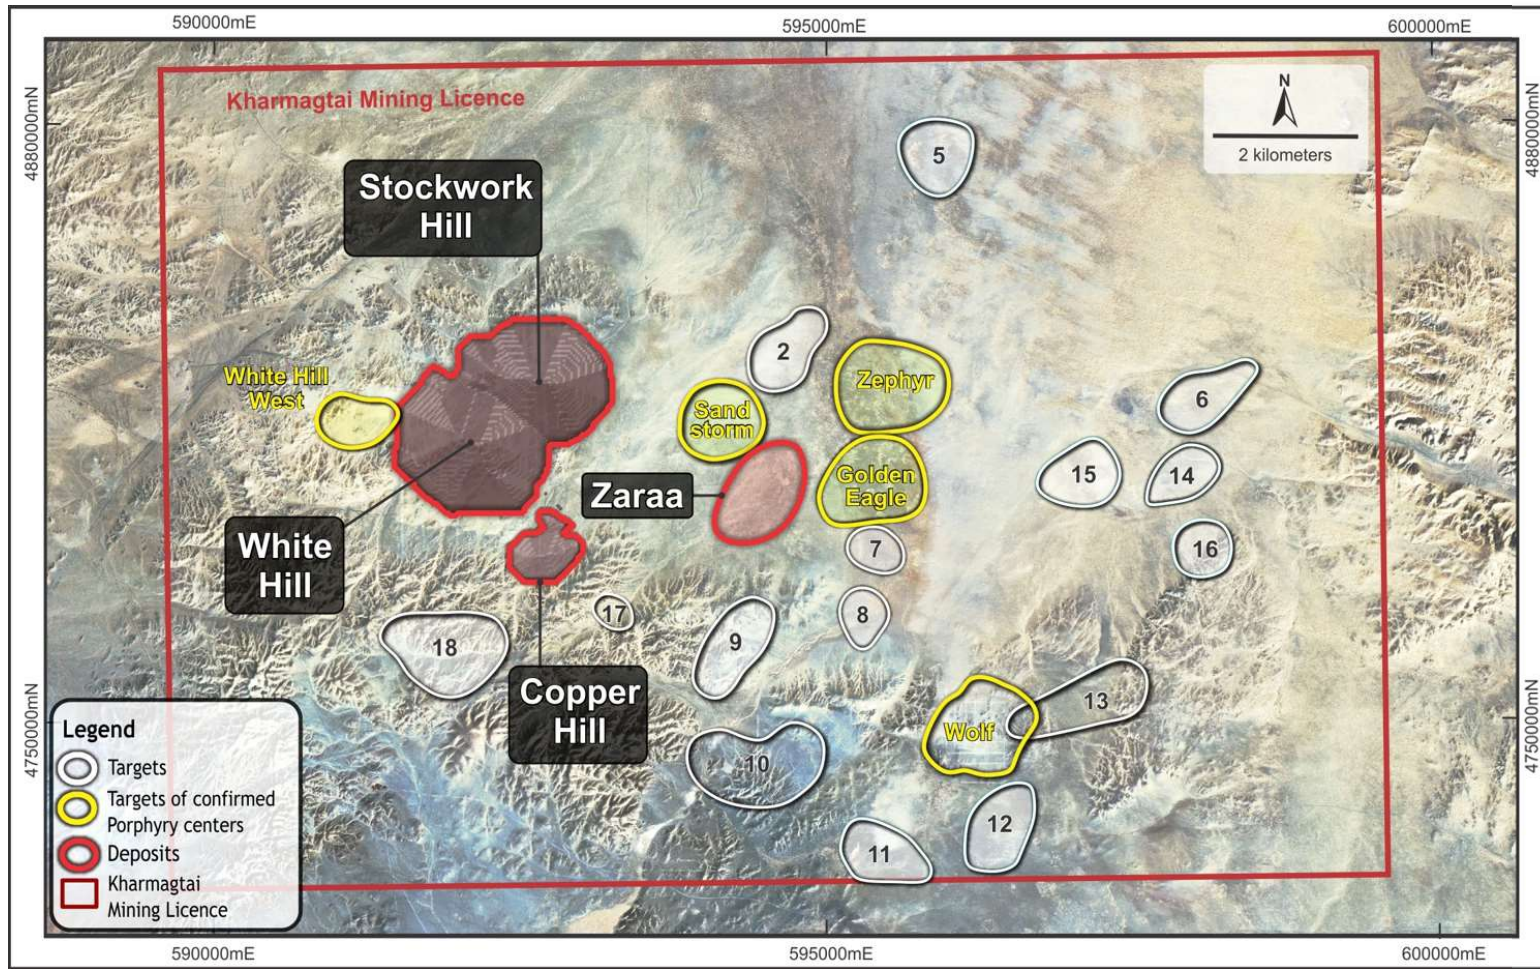 590000mE
595000mE
600000mE
4880000mN
4880000mN
Kharmagtai Mining Licence
N
2 kilometers
5
Stockwork
Hill
2
White Hill
West
Zephyr
6
Sand
storm
15
14
Golden
Eagle
Zaraa
White
Hill
7
16
17
8
18
9
Copper
Hill
13
Wolf
10
12
11
4750000mN
4750000mN
Legend
Targets
Targets of confirmed
Porphyry centers
Deposits
Kharmagtai
Mining Licence
590000mE
595000mE
600000mE